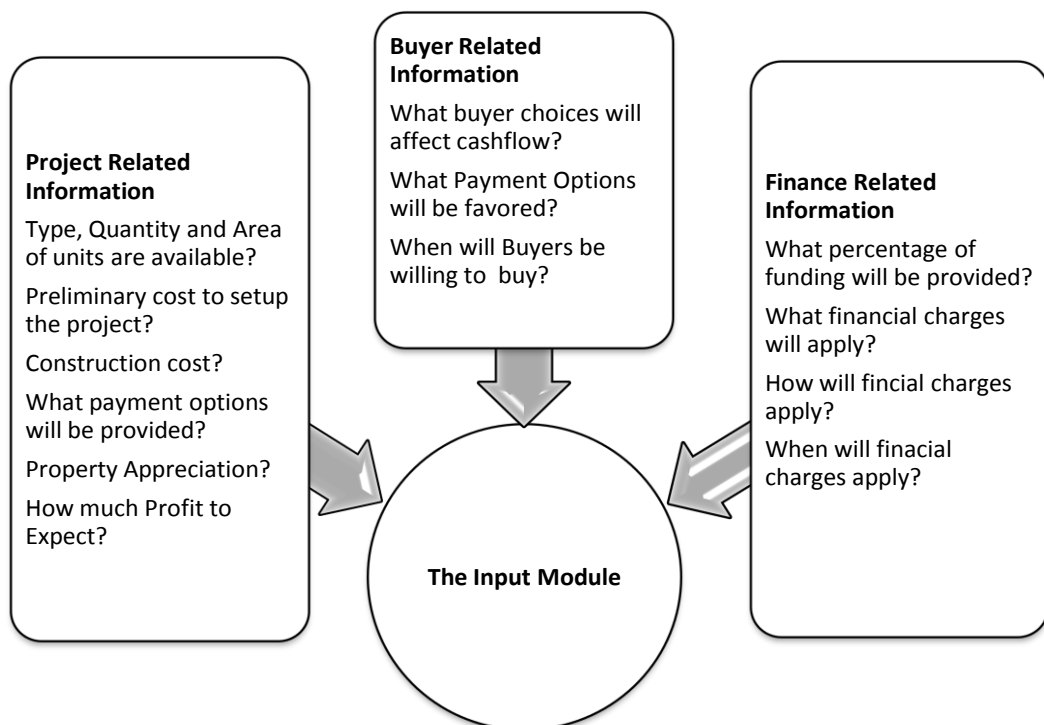 Project Related
Information
Type, Quantity and Area
of units are available?
Preliminary cost to setup
the project?
Construction cost?
What payment options
will be provided?
Property Appreciation?
How much Profit to
Expect?
Buyer Related
Information
What buyer choices will
affect cashflow?
What Payment Options
will be favored?
When will Buyers be
willing to  buy?
Finance Related
Information
What percentage of
funding will be provided?
What financial charges
will apply?
How will fincial charges
apply?
When will finacial
charges apply?
The Input Module